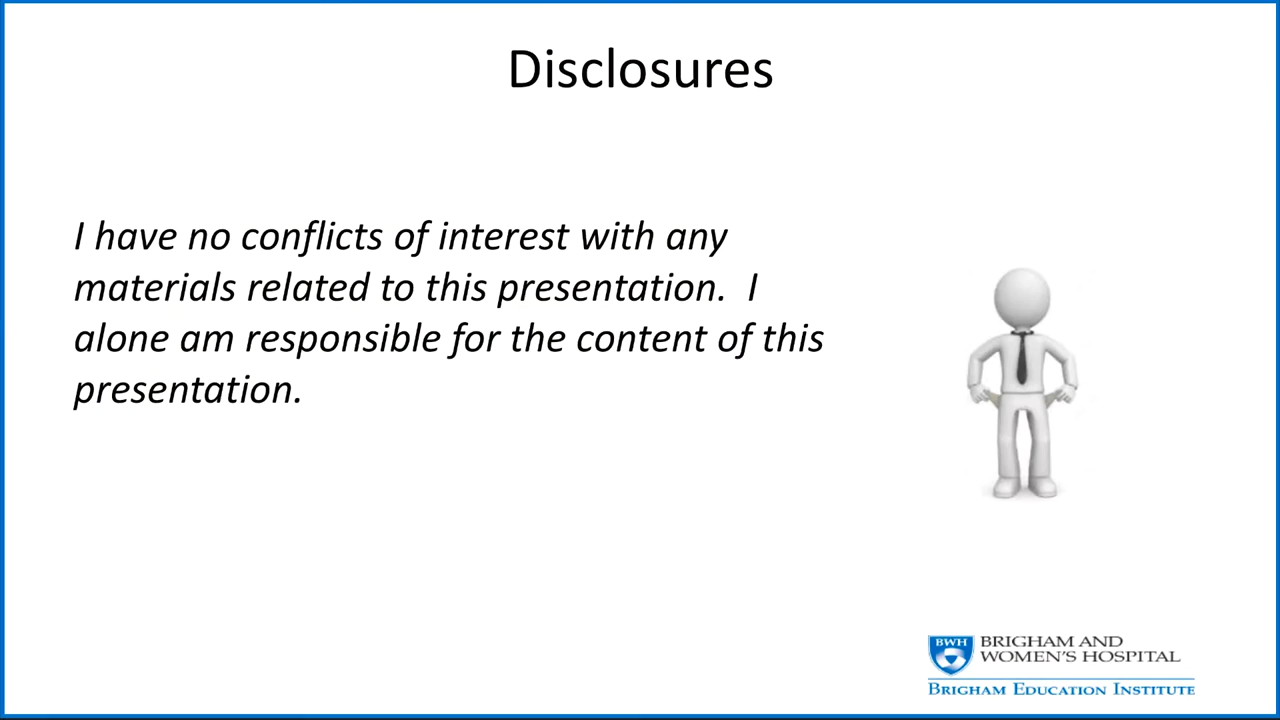 Disclosures
I have no conflicts of interest with any
materials related to this presentation.  I
alone am responsible for the content of this
presentation.
BWH
BRIGHAM AND
WOMEN'S HOSPITAL
BRIGHAM EDUCATION INSTITUTE